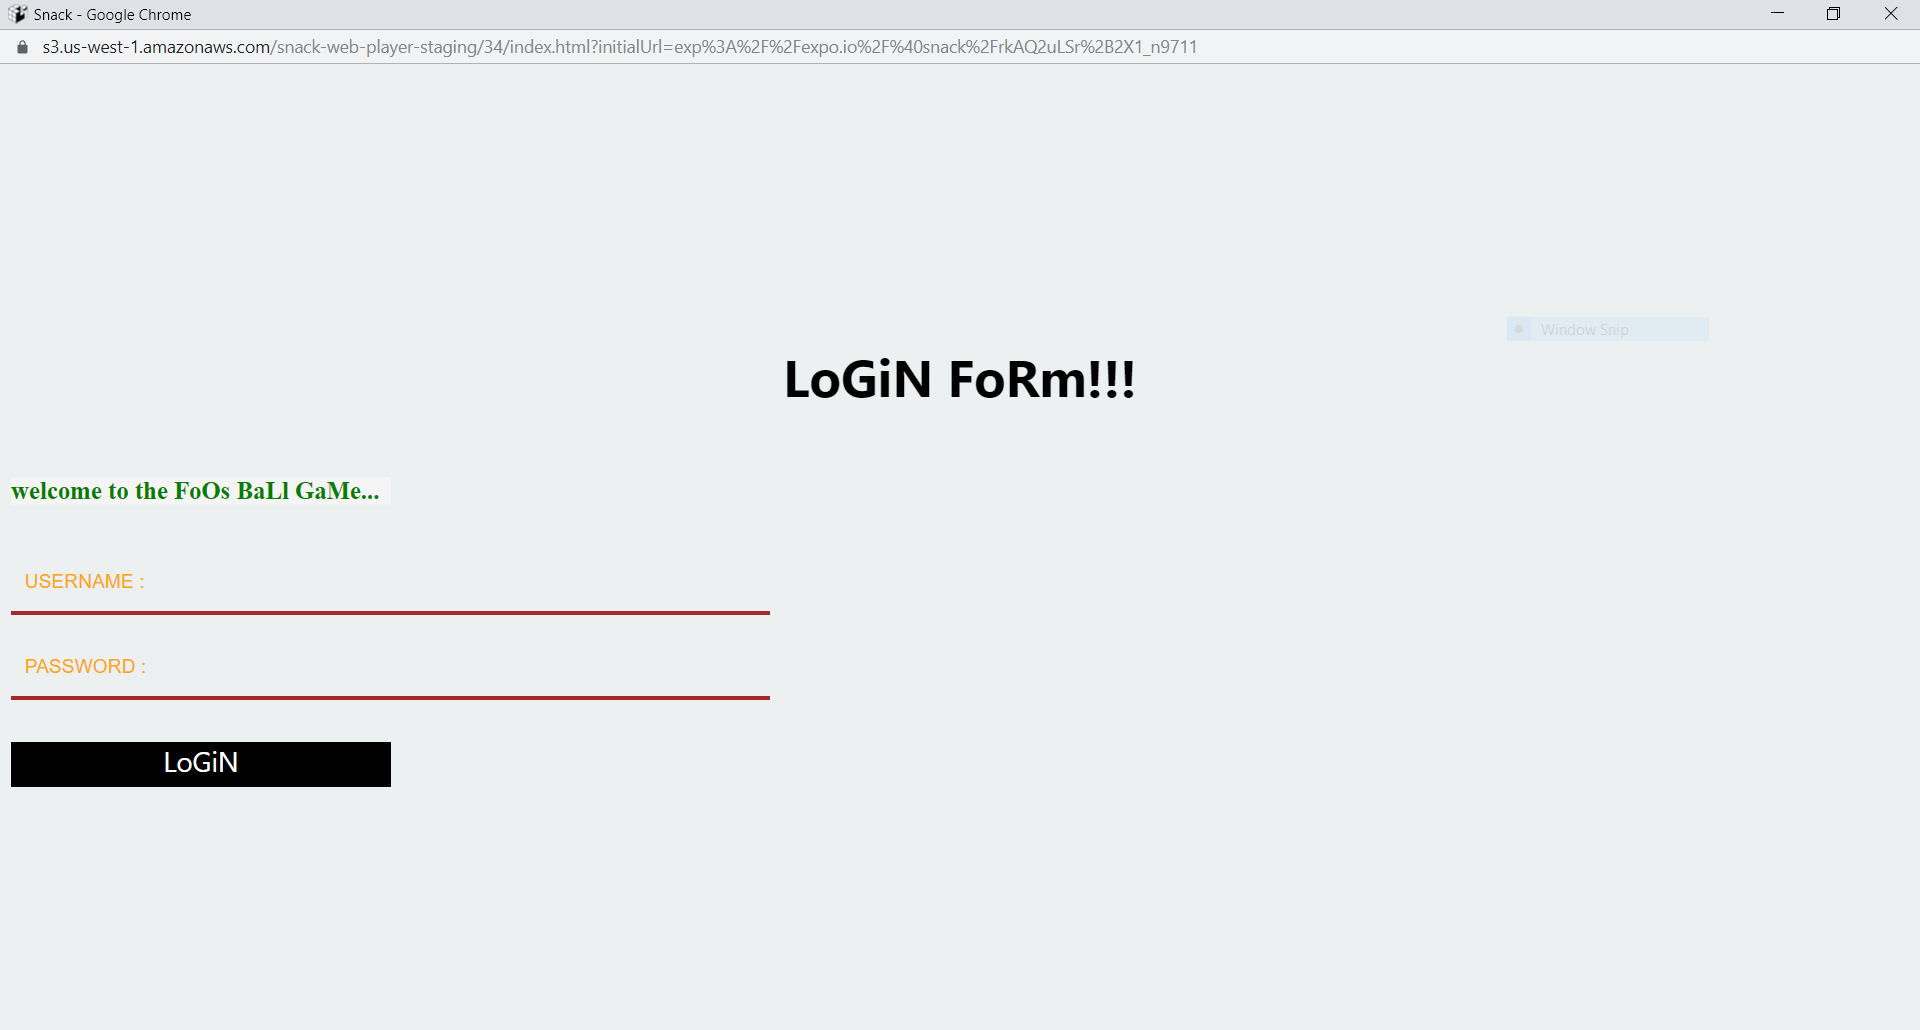 Snack - Google Chrome
s3.us-west-1.amazonaws.com/snack-web-player-staging/34/index.html?initialUrl=exp%3A%2F%2Fexpo.io%2F%40snack%2FrkAQ2uLSr%2B2X1_n9711
Window Snip
LoGiN FoRm!!!
welcome to the FoOs BaLl GaMe...
USERNAME :
PASSWORD :
LoGiN